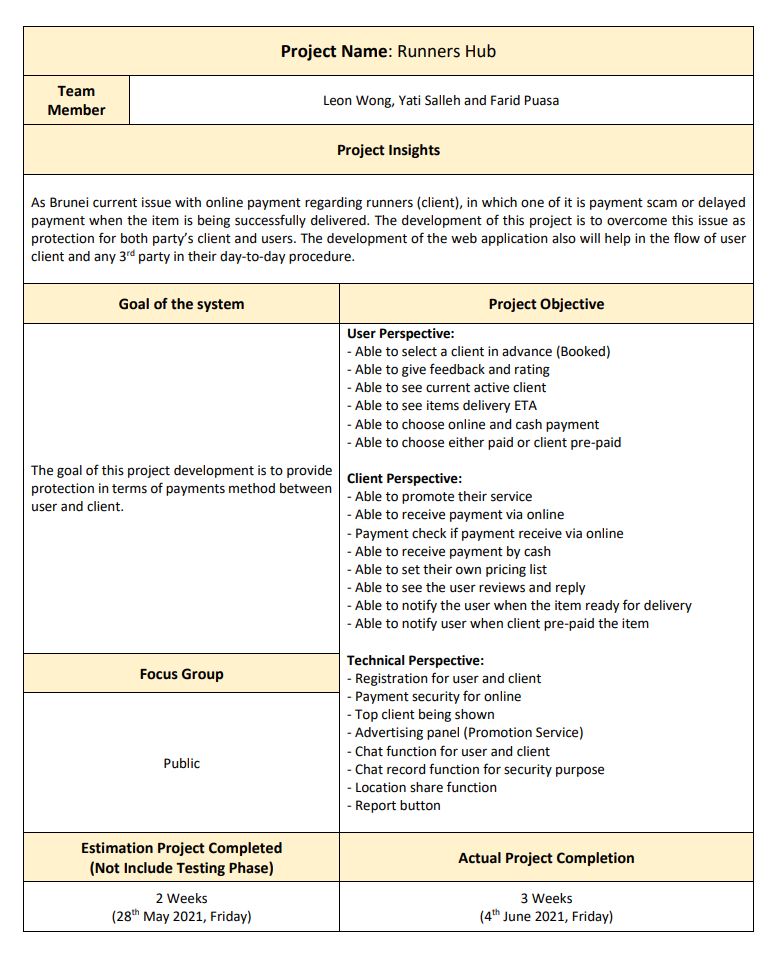 Project Name: Runners Hub
Team
Member
Leon Wong, Yati Salleh and Farid Puasa
Project Insights
As Brunei current issue with online payment regarding runners (client), in which one of it is payment scam or delayed
payment when the item is being successfully delivered. The development of this project is to overcome this issue as
protection for both party's client and users. The development of the web application also will help in the flow of user
client and any 3rd party in their day-to-day procedure.
Goal of the system
The goal of this project development is to provide
protection in terms of payments method between
user and client.
Focus Group
Public
Project Objective
User Perspective:
- Able to select a client in advance (Booked)
- Able to give feedback and rating
- Able to see current active client
- Able to see items delivery ETA
- Able to choose online and cash payment
- Able to choose either paid or client pre-paid
Client Perspective:
- Able to promote their service
- Able to receive payment via online
- Payment check if payment receive via online
- Able to receive payment by cash
- Able to set their own pricing list
- Able to see the user reviews and reply
- Able to notify the user when the item ready for delivery
- Able to notify user when client pre-paid the item
Technical Perspective:
- Registration for user and client
- Payment security for online
- Top client being shown
- Advertising panel (Promotion Service)
- Chat function for user and client
- Chat record function for security purpose
- Location share function
- Report button
Estimation Project Completed
(Not Include Testing Phase)
2 Weeks
(28th May 2021, Friday)
Actual Project Completion
3 Weeks
(4th June 2021, Friday)